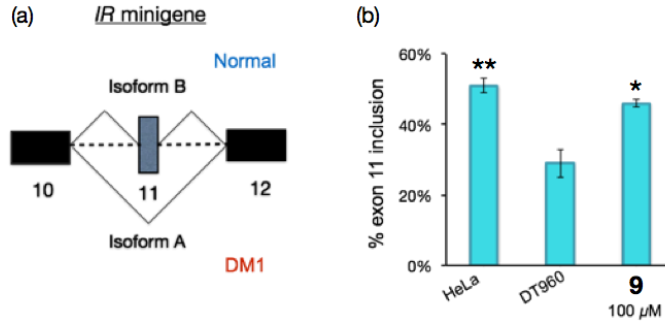 (a)
IR minigene
Normal
Isoform B
10
11
12
Isoform A
DM1
(b)
% exon 11 inclusion
60%
40%
20%
0%
**
*
HeLa
DT960
9
100 μM